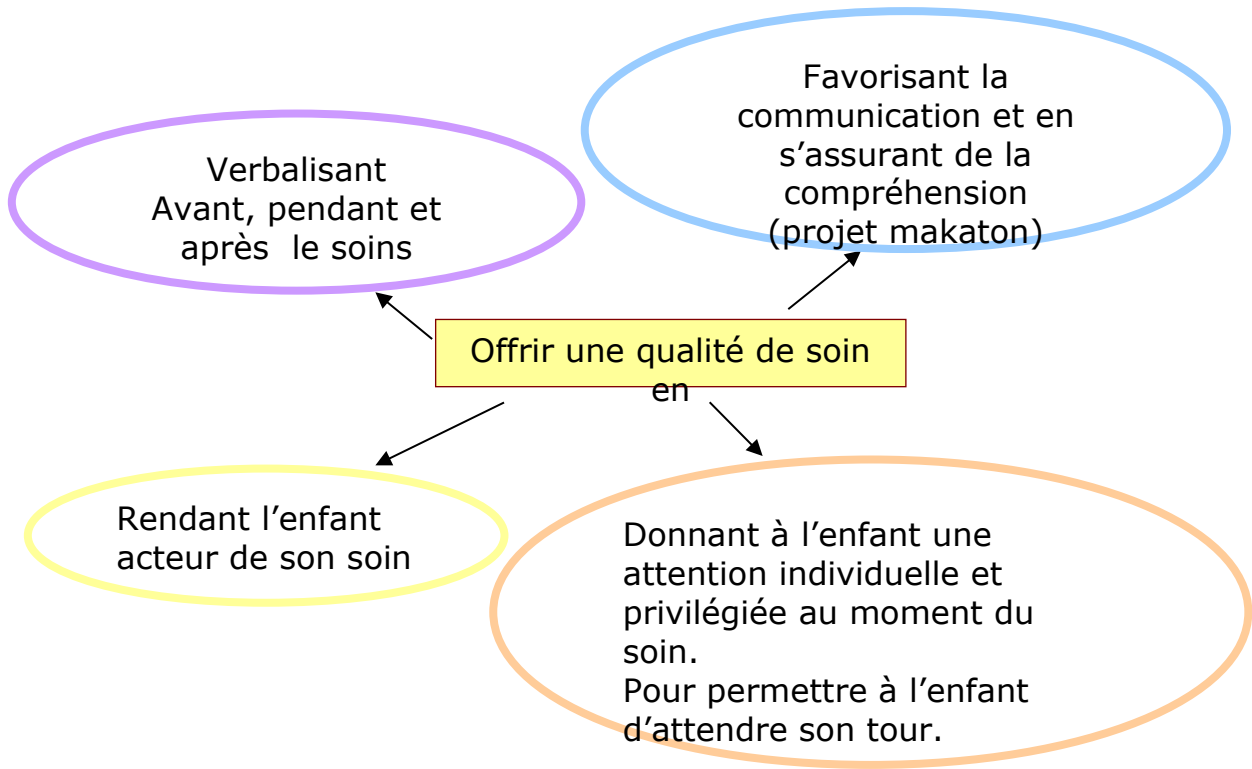 Favorisant la
communication et en
s’assurant de la
compréhension
(projet makaton)
Verbalisant
Avant, pendant et
après  le soins
Offrir une qualité de soin
en
Rendant l’enfant
acteur de son soin
Donnant à l’enfant une
attention individuelle et
privilégiée au moment du
soin.
Pour permettre à l’enfant
d’attendre son tour.